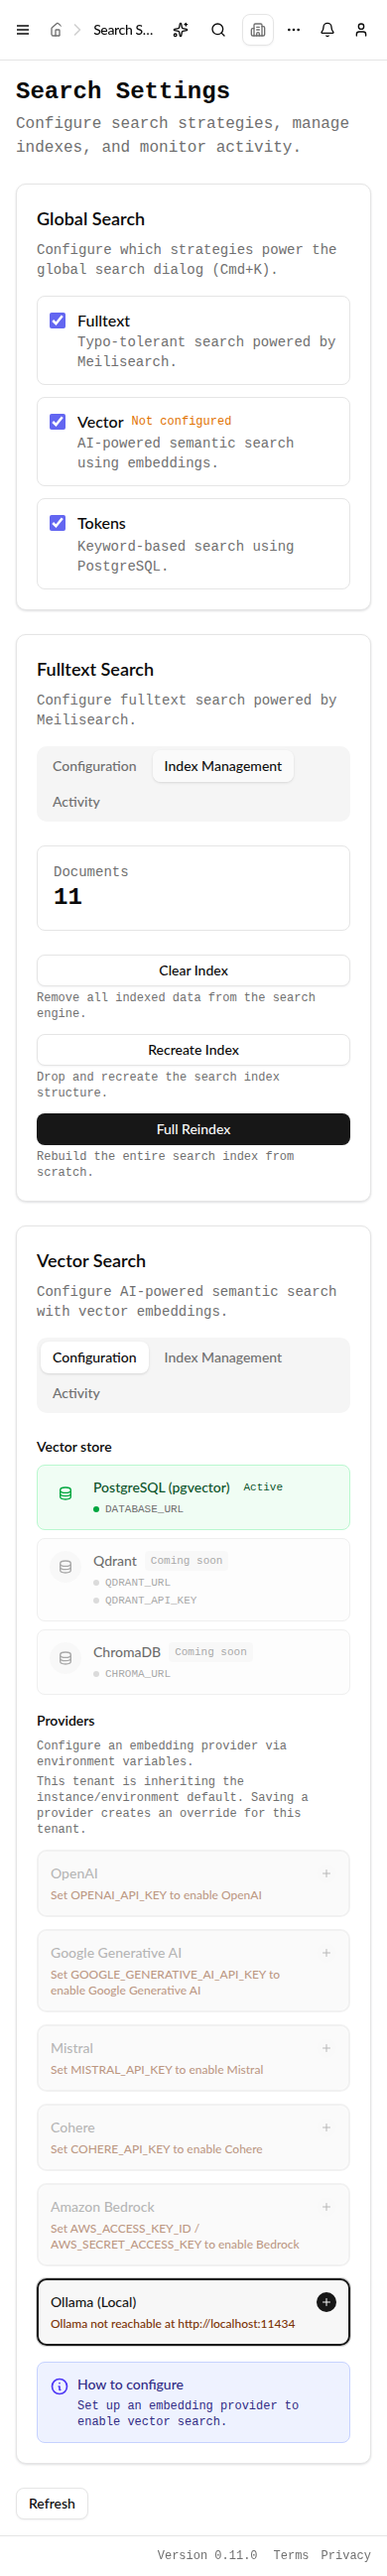 Search S...
Search Settings
Configure search strategies, manage
indexes, and monitor activity.
Global Search
Configure which strategies power the
global search dialog (Cmd+K).
Fulltext
Typo-tolerant search powered by
Meilisearch.
Vector Not configured
AI-powered semantic search
using embeddings.
Tokens
Keyword-based search using
PostgreSQL.
Fulltext Search
Configure fulltext search powered by
Meilisearch.
Configuration Index Management
Activity
Documents
11
Clear Index
Remove all indexed data from the search
engine.
Recreate Index
Drop and recreate the search index
structure.
Full Reindex
Rebuild the entire search index from
scratch.
Vector Search
Configure AI-powered semantic search
with vector embeddings.
Configuration Index Management
Activity
Vector store
PostgreSQL (pgvector) Active
DATABASE_URL
Qdrant Coming soon
QDRANT_URL
QDRANT_API_KEY
ChromaDB Coming soon
CHROMA_URL
Providers
Configure an embedding provider via
environment variables.
This tenant is inheriting the
instance/environment default. Saving a
provider creates an override for this
tenant.
OpenAI
Set OPENAI_API_KEY to enable OpenAI
Google Generative AI
Set GOOGLE_GENERATIVE_AI_API_KEY to
enable Google Generative AI
Mistral
Set MISTRAL_API_KEY to enable Mistral
Cohere
Set COHERE_API_KEY to enable Cohere
Amazon Bedrock
Set AWS_ACCESS_KEY_ID /
AWS_SECRET_ACCESS_KEY to enable Bedrock
Ollama (Local)
Ollama not reachable at http://localhost:11434
How to configure
Set up an embedding provider to
enable vector search.
Refresh
Version 0.11.0 Terms Privacy